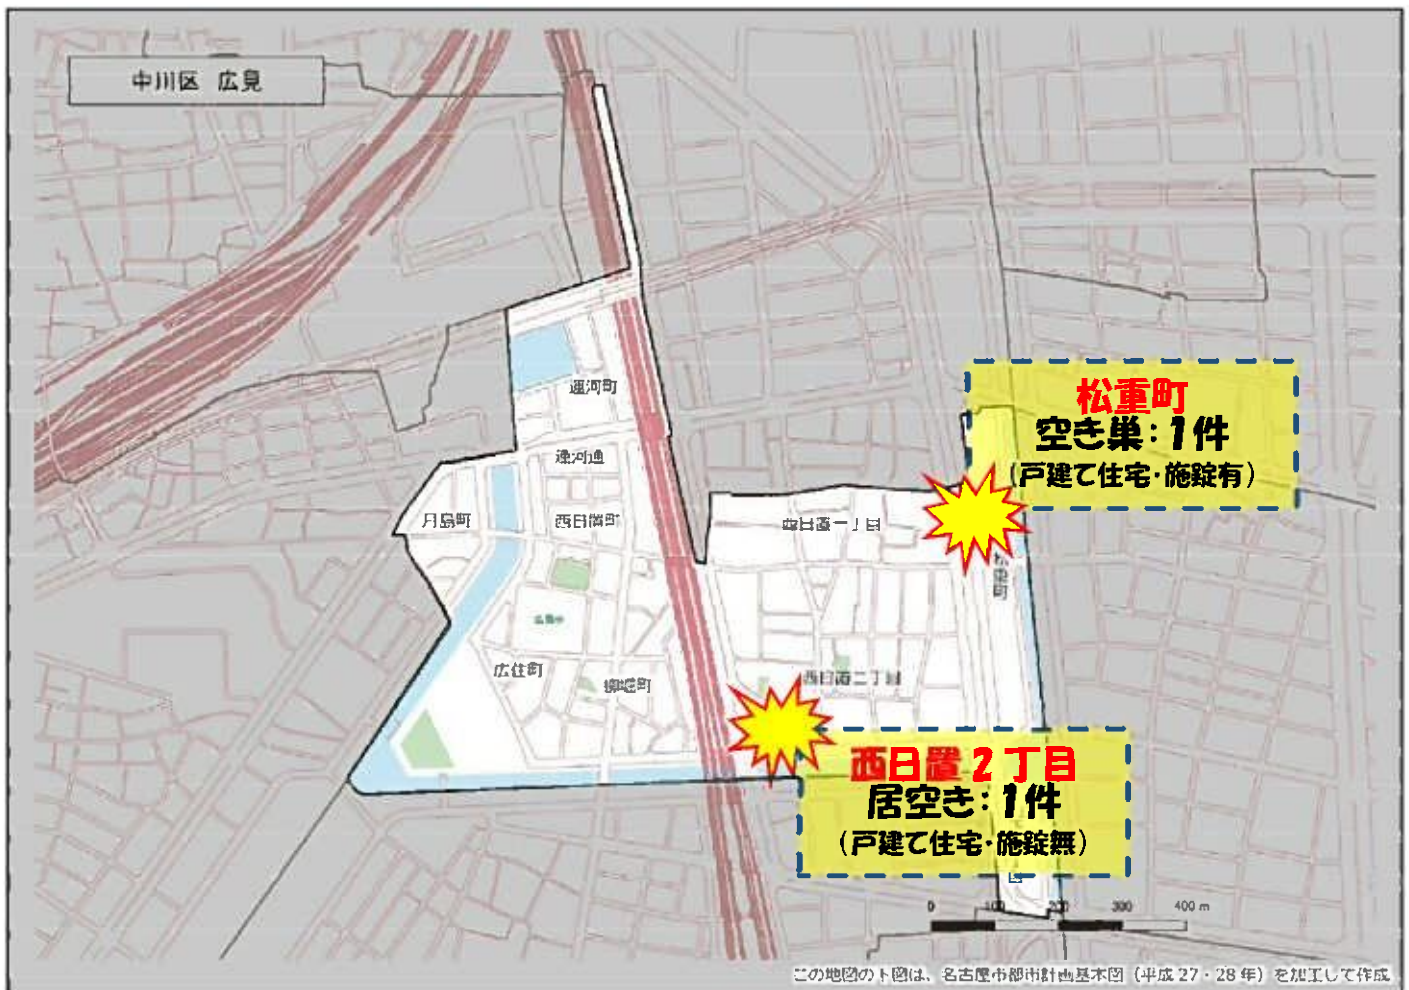 中川区 広見
運河町
松重町
空き巣：1件
（戸建て住宅・施錠有）
運河通
月島町
西日置町
西日置一丁目
広住町
柳堀町
西日置二丁目
西日置２丁目
居空き：1件
（戸建て住宅・施錠無）
0 100 200 300 400 m
この地図の下図は、名古屋市都市計画基本図（平成 27・28 年）を加工して作成